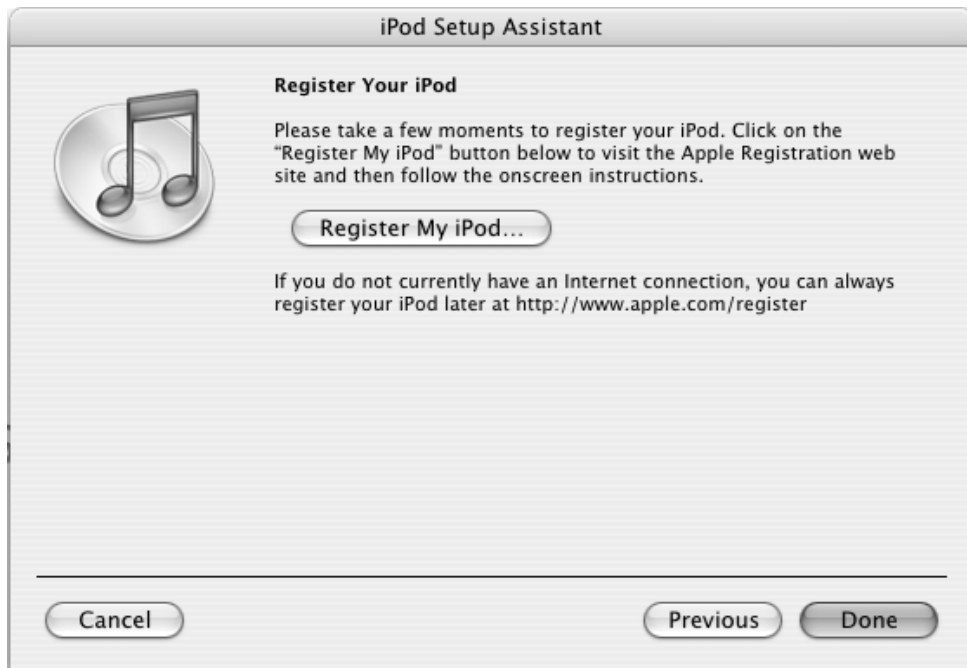 iPod Setup Assistant
Register Your iPod
Please take a few moments to register your iPod. Click on the
“Register My iPod” button below to visit the Apple Registration web
site and then follow the onscreen instructions.
Register My iPod...
If you do not currently have an Internet connection, you can always
register your iPod later at http://www.apple.com/register
Cancel
Previous
Done